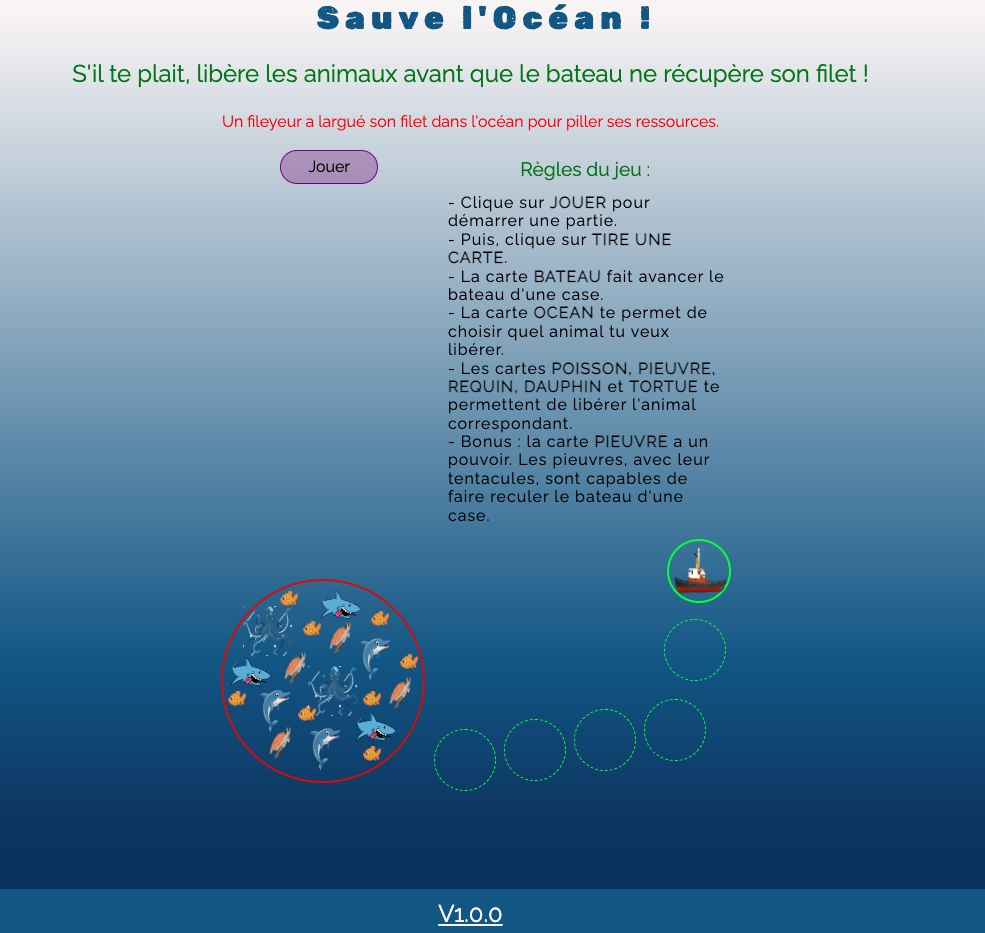 Sauve l'Océan !
S'il te plait, libère les animaux avant que le bateau ne récupère son filet !
Un fileyeur a largué son filet dans l'océan pour piller ses ressources.
Jouer
Règles du jeu :
- Clique sur JOUER pour
démarrer une partie.
- Puis, clique sur TIRE UNE
CARTE.
- La carte BATEAU fait avancer le
bateau d'une case.
- La carte OCEAN te permet de
choisir quel animal tu veux
libérer.
- Les cartes POISSON, PIEUVRE,
REQUIN, DAUPHIN et TORTUE te
permettent de libérer l'animal
correspondant.
- Bonus : la carte PIEUVRE a un
pouvoir. Les pieuvres, avec leur
tentacules, sont capables de
faire reculer le bateau d'une
case.
V1.0.0